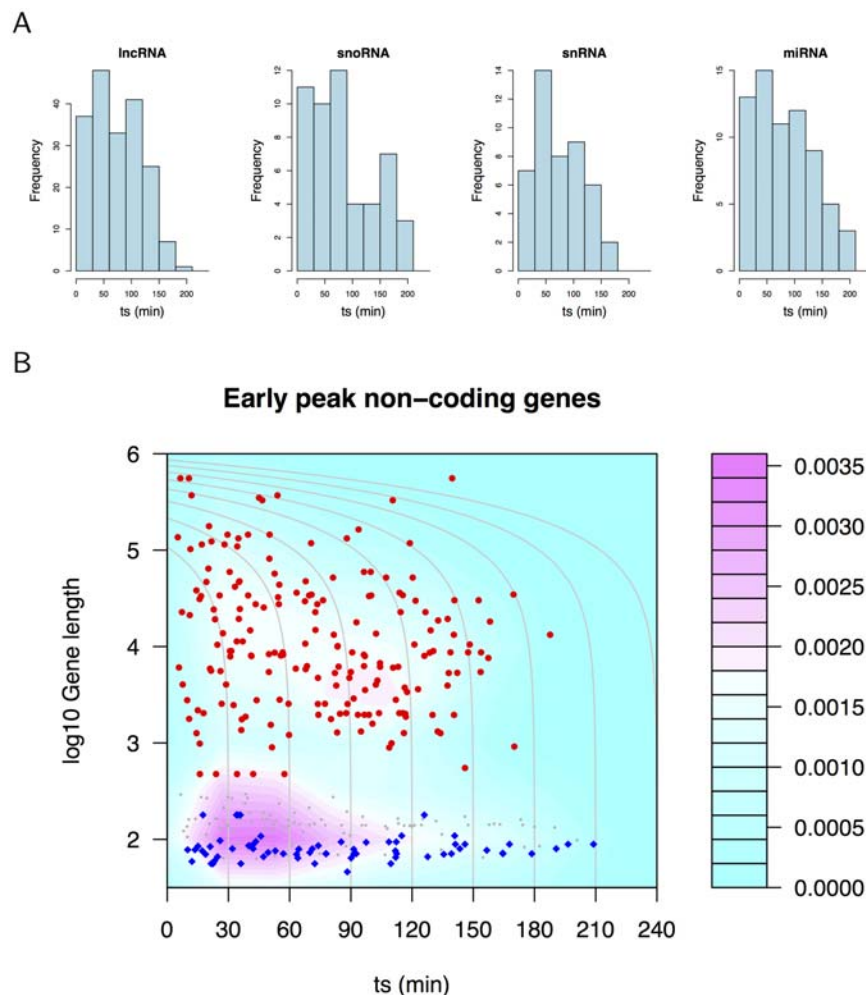 A
lncRNA snoRNA snRNA miRNA
Frequency
0 10 20 30 40
0 50 100 150 200
ts (min)
Frequency
0 2 4 6 8 10 12
0 50 100 150 200
ts (min)
Frequency
0 2 4 6 8 10 12 14
0 50 100 150 200
ts (min)
Frequency
0 5 10 15
0 50 100 150 200
ts (min)
B
Early peak non−coding genes
log10 Gene length
6
5
4
3
2
0 30 60 90 120 150 180 210 240
ts (min)
0.0035
0.0030
0.0025
0.0020
0.0015
0.0010
0.0005
0.0000